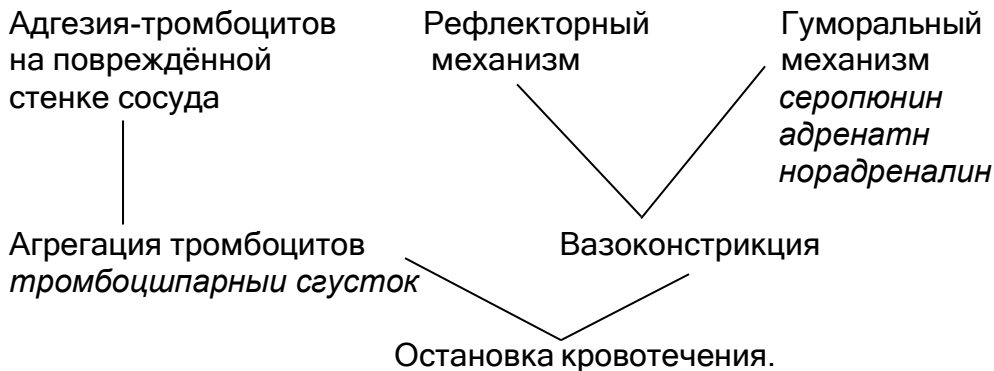 Адгезия-тромбоцитов
на повреждённой
стенке сосуда
Рефлекторный
механизм
Гуморальный
механизм
серопюнин
адренатн
норадреналин
Агрегация тромбоцитов
тромбоцшпарныи сгусток
Вазоконстрикция
Остановка кровотечения.